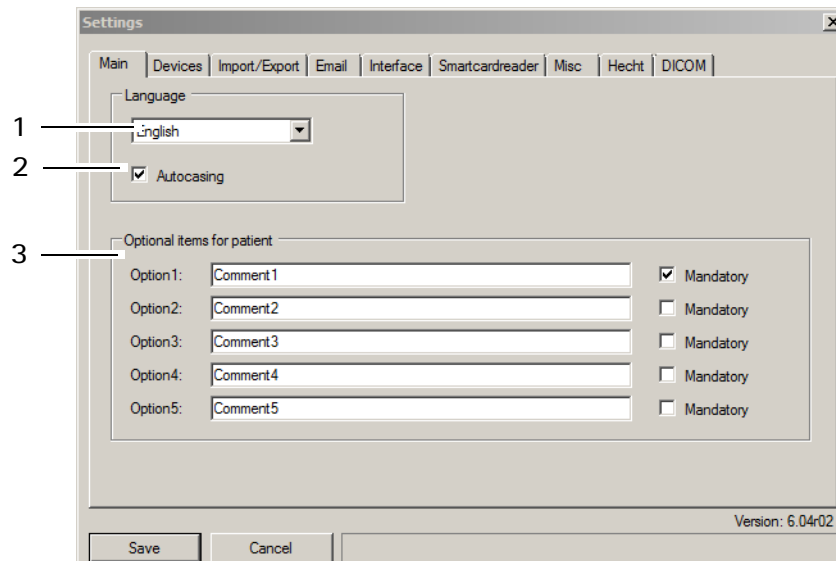 Settings
Main Devices Import/Export Email Interface Smartcardreader Misc Hecht DICOM
Language
1 English
2 Autocasing
3 Optional items for patient
Option1: Comment1 Mandatory
Option2: Comment2 Mandatory
Option3: Comment3 Mandatory
Option4: Comment4 Mandatory
Option5: Comment5 Mandatory
Version: 6.04r02
Save Cancel